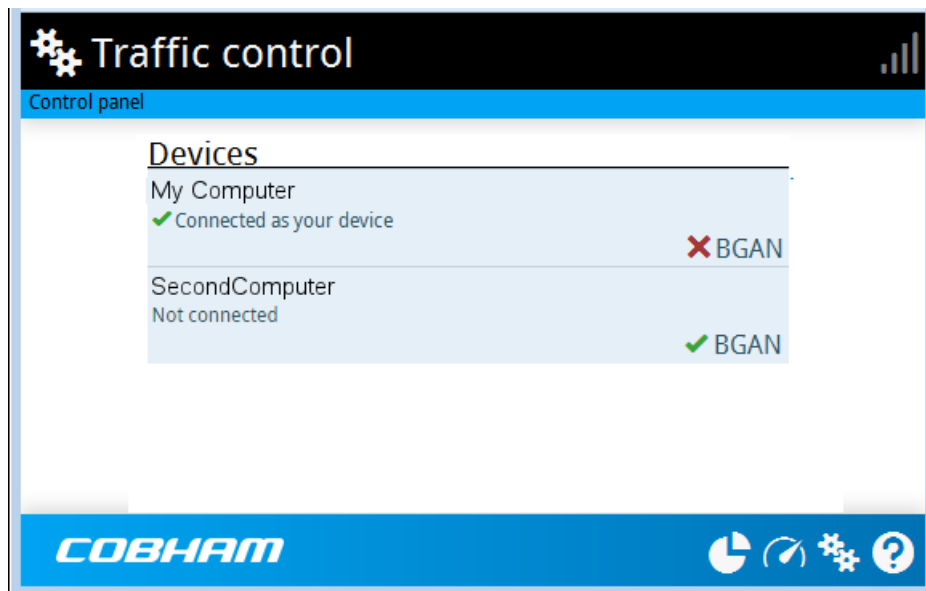 Traffic control
Control panel
Devices
My Computer
Connected as your device
BGAN
SecondComputer
Not connected
BGAN
COBHAM
?